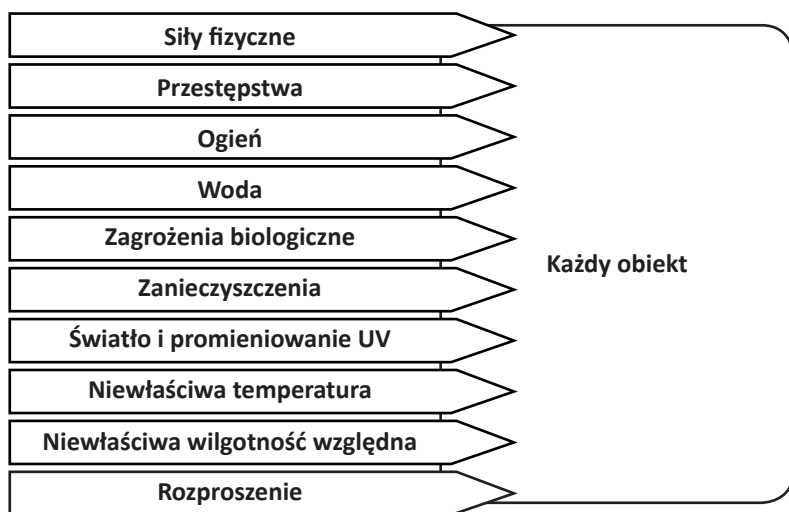 Siły fizyczne
Przestępstwa
Ogień
Woda
Zagrożenia biologiczne
Zanieczyszczenia
Światło i promieniowanie UV
Niewłaściwa temperatura
Niewłaściwa wilgotność względna
Rozproszenie
Każdy obiekt